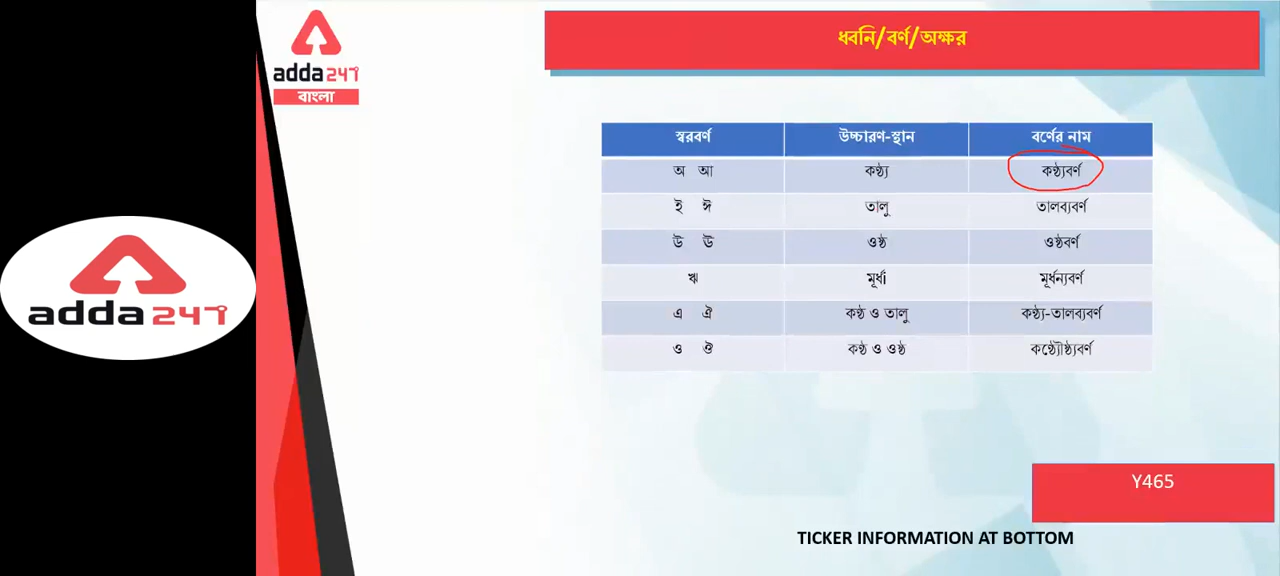 adda247
adda247
বাংলা
ধ্বনি/বর্ণ/অক্ষর
স্বরবর্ণ উচ্চারণ-স্থান বর্ণের নাম
অ আ কণ্ঠ্য কণ্ঠ্যবর্ণ
ই ঈ তালু তালব্যবর্ণ
উ ঊ ওষ্ঠ ওষ্ঠবর্ণ
ঋ মূর্ধা মূর্ধন্যবর্ণ
এ ঐ কণ্ঠ ও তালু কণ্ঠ্য-তালব্যবর্ণ
ও ঔ কণ্ঠ ও ওষ্ঠ কণ্ঠৌষ্ঠ্যবর্ণ
Y465
TICKER INFORMATION AT BOTTOM